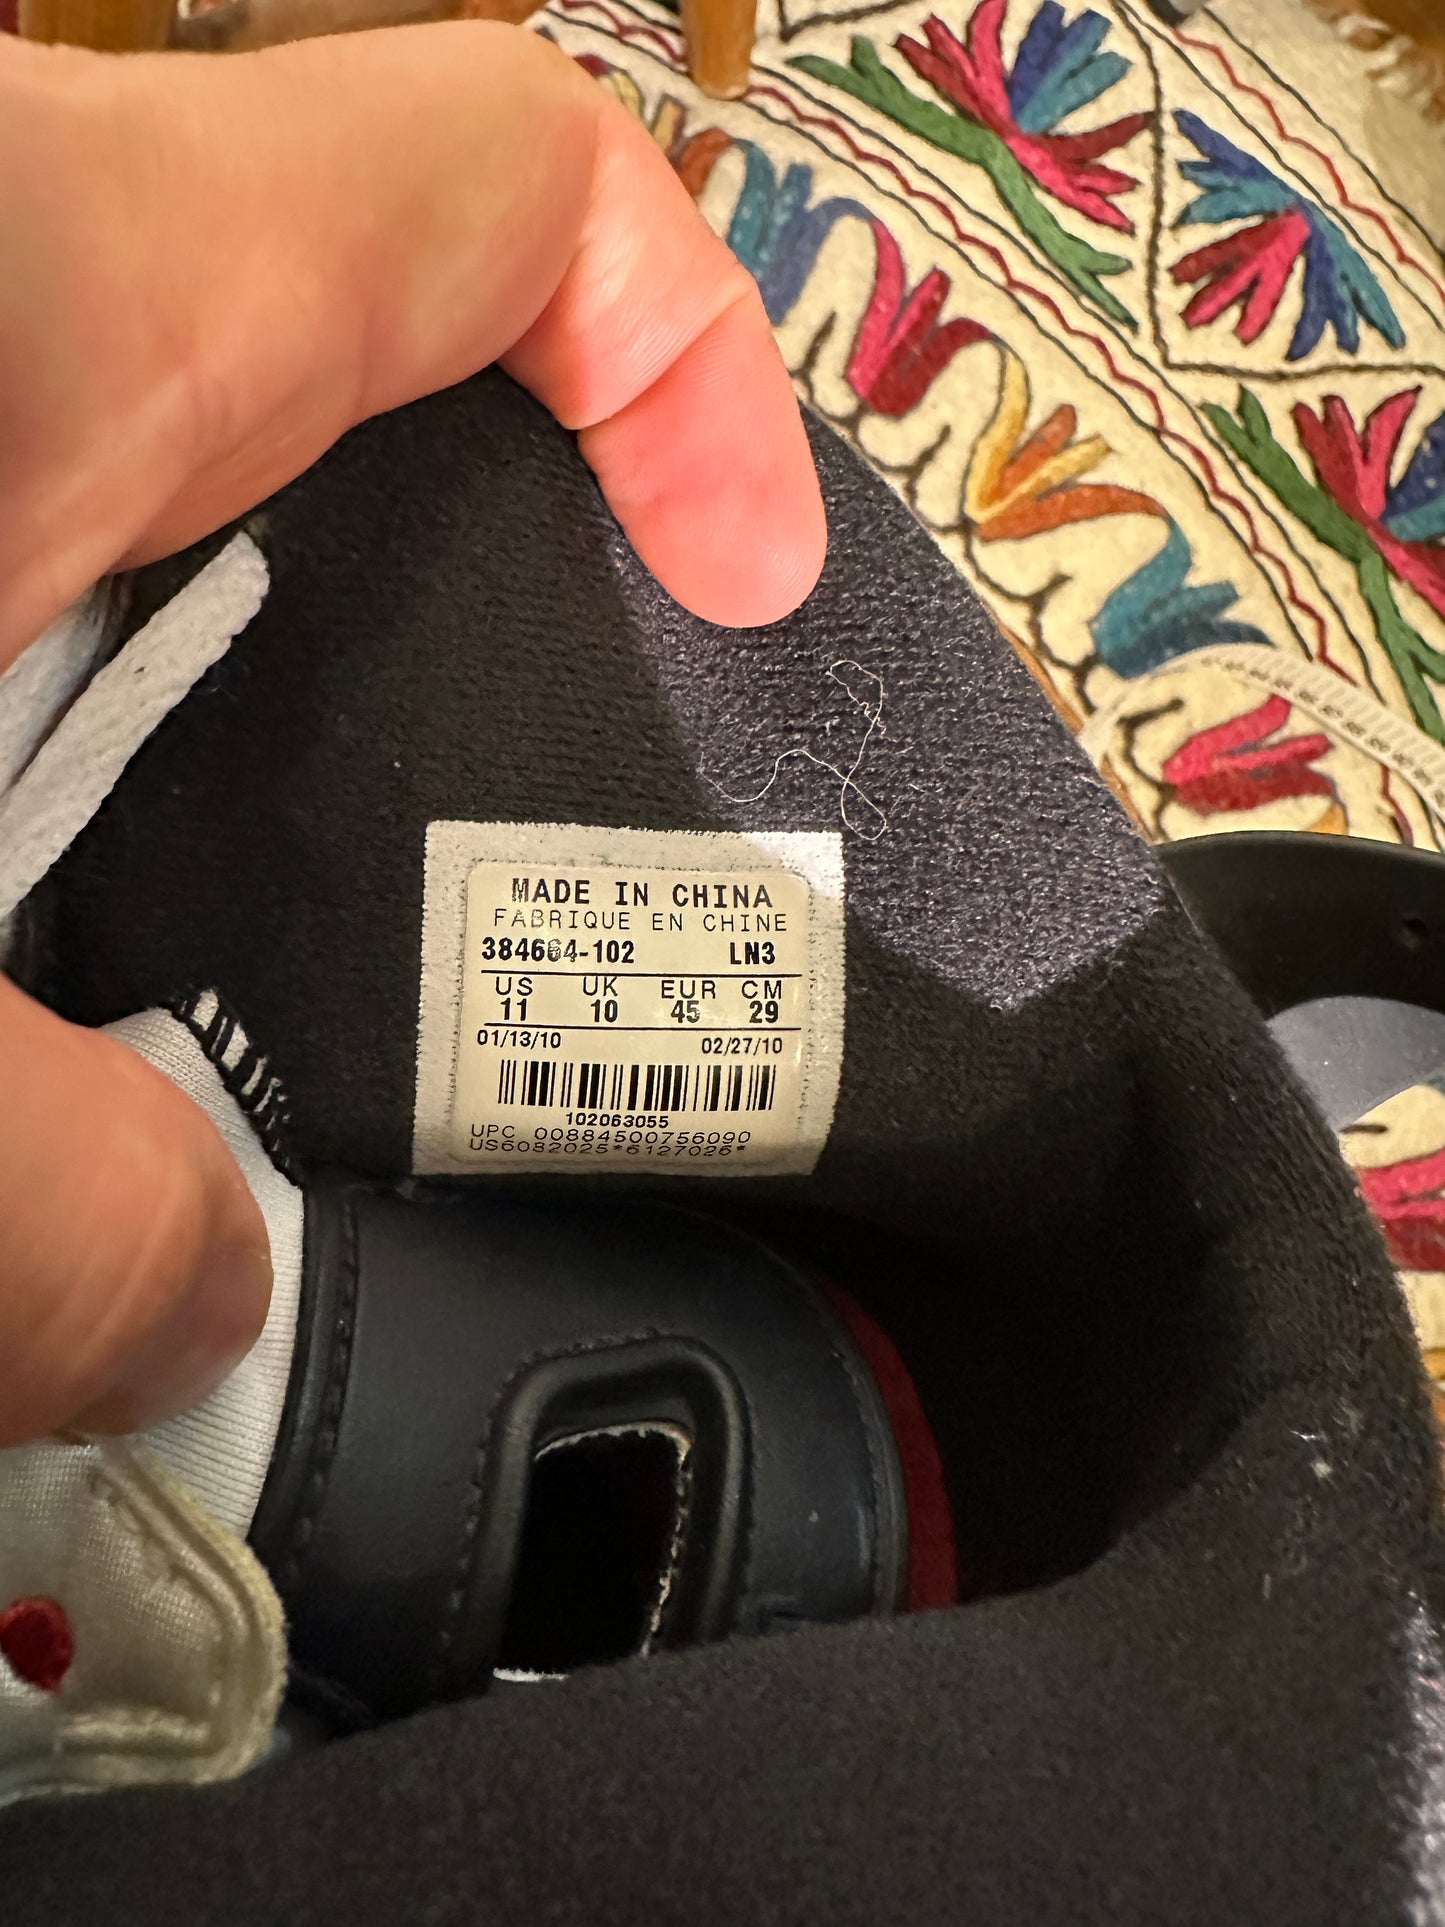 MADE IN CHINA
FABRIQUE EN CHINE
384664-102 LN3
US UK EUR CM
11 10 45 29
01/13/10 02/27/10
102063055
UPC 00884500756090
US6082025*6127026*